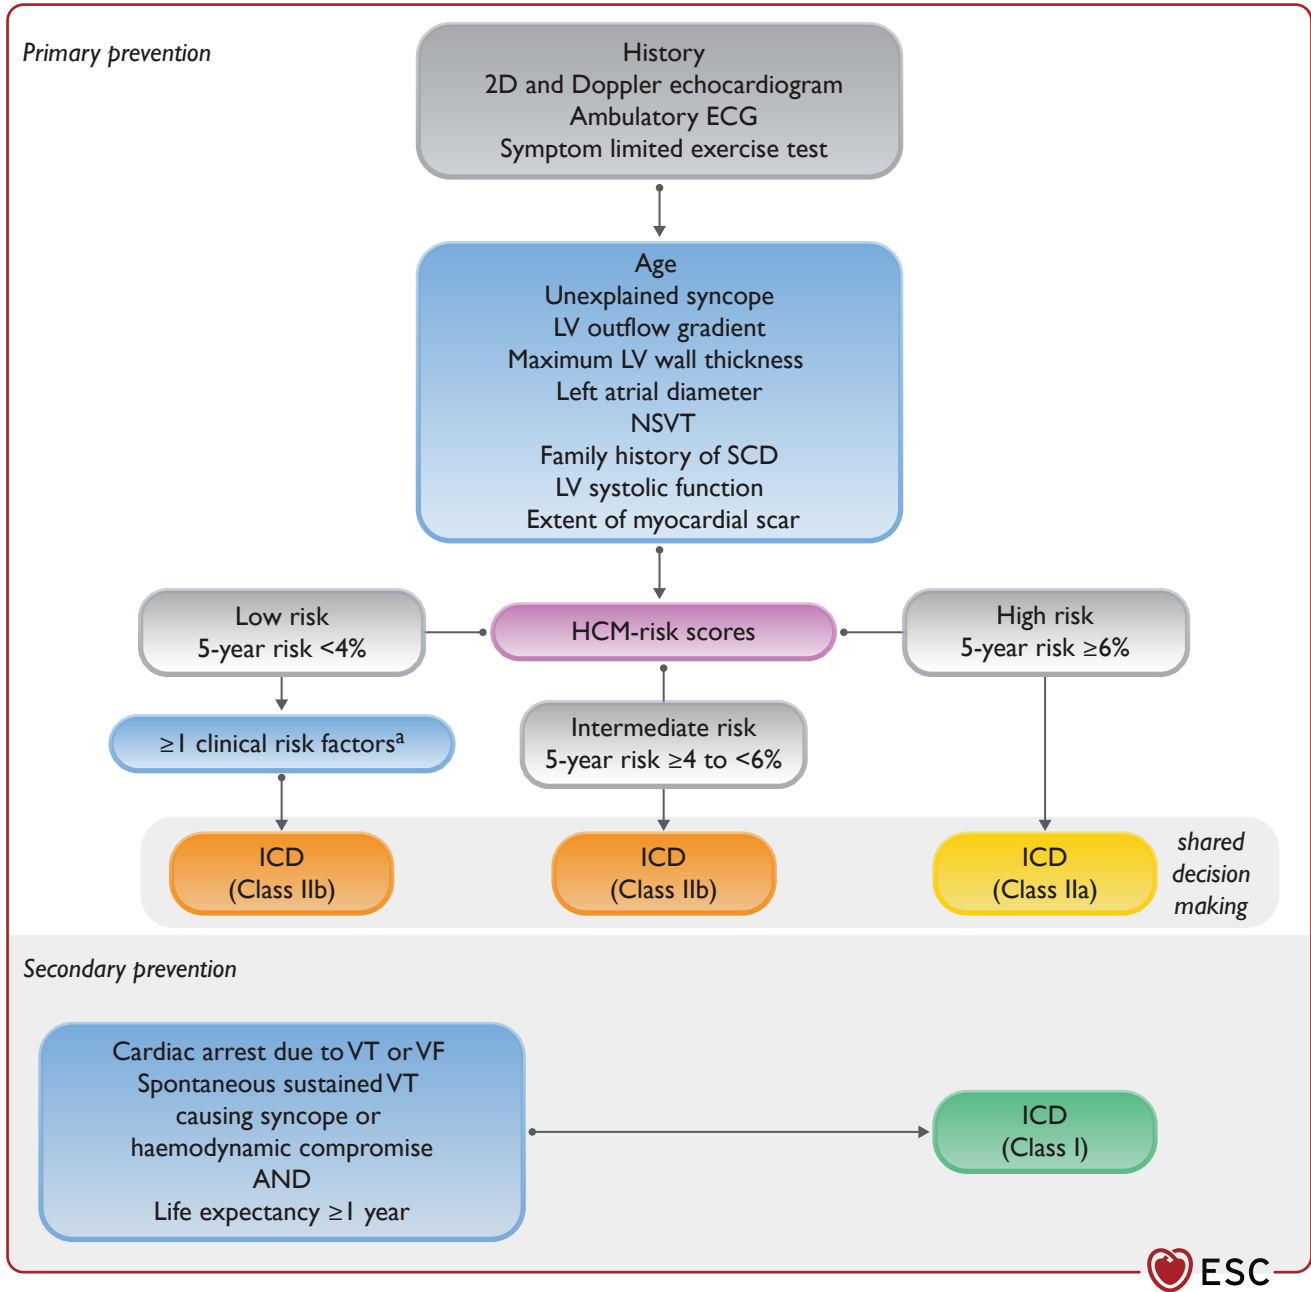 Primary prevention
History
2D and Doppler echocardiogram
Ambulatory ECG
Symptom limited exercise test
Age
Unexplained syncope
LV outflow gradient
Maximum LV wall thickness
Left atrial diameter
NSVT
Family history of SCD
LV systolic function
Extent of myocardial scar
Low risk
5-year risk <4%
HCM-risk scores
High risk
5-year risk ≥6%
≥1 clinical risk factorsᵃ
Intermediate risk
5-year risk ≥4 to <6%
ICD
(Class IIb)
ICD
(Class IIb)
ICD
(Class IIa)
shared
decision
making
Secondary prevention
Cardiac arrest due to VT or VF
Spontaneous sustained VT
causing syncope or
haemodynamic compromise
AND
Life expectancy ≥1 year
ICD
(Class I)
ESC